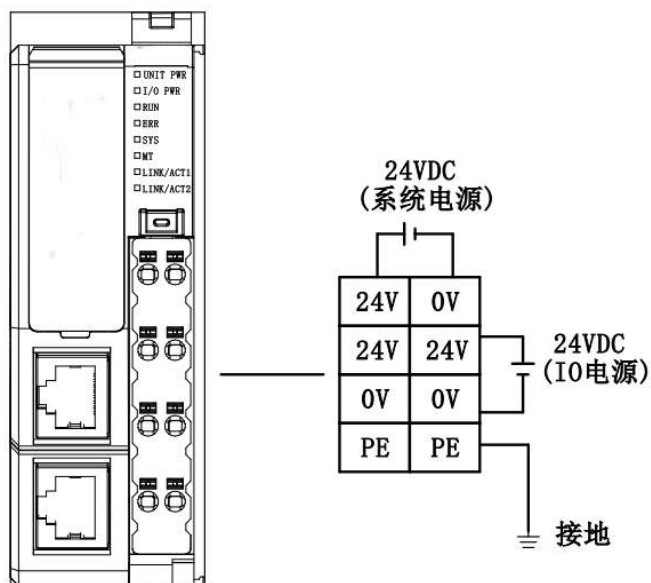 UNIT PWR
I/O PWR
RUN
ERR
SYS
MT
LINK/ACT1
LINK/ACT2
24VDC
(系统电源)
24V 0V
24V 24V
0V 0V
PE PE
24VDC
(IO电源)
接地